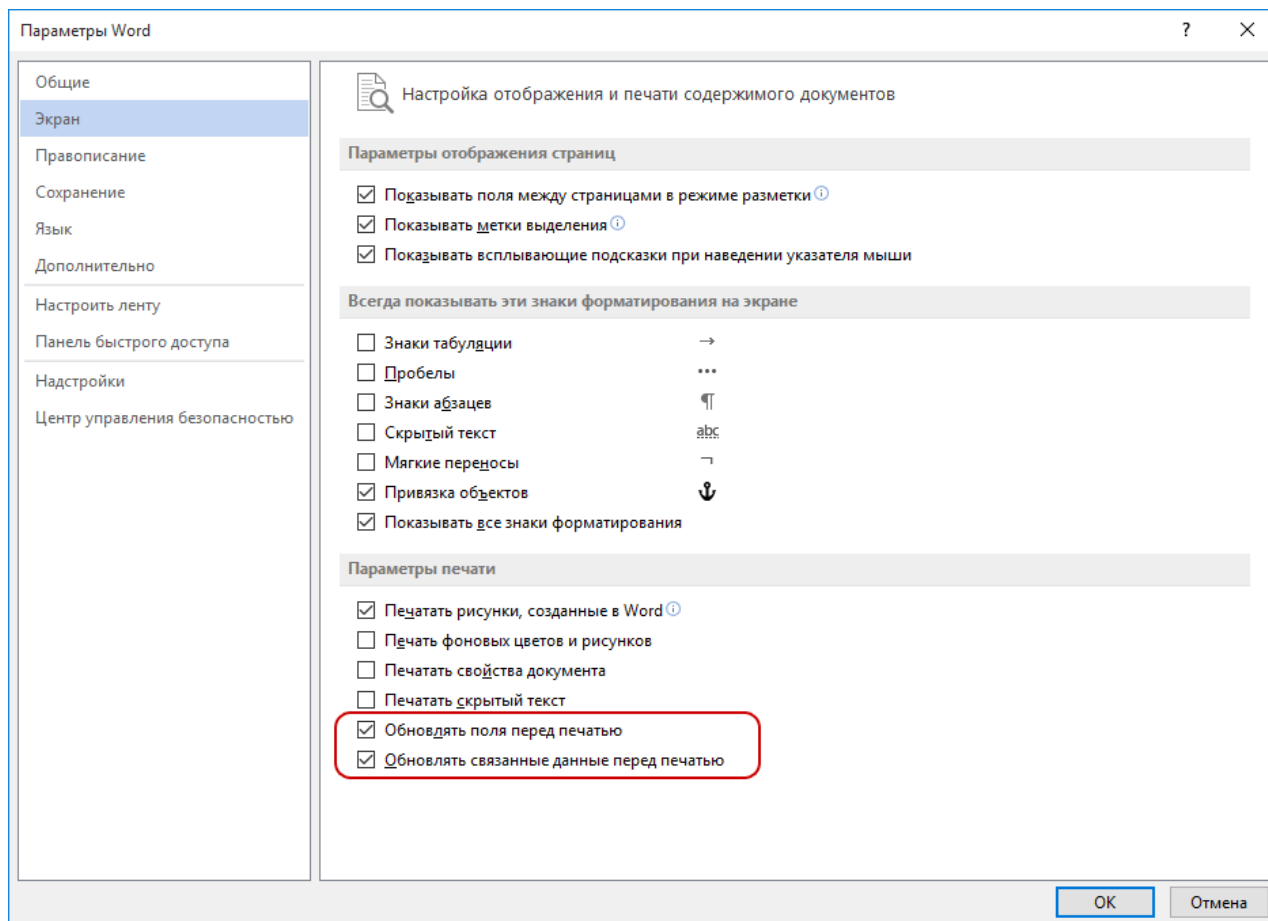 Параметры Word ?
Общие
Экран
Правописание
Сохранение
Язык
Дополнительно
Настроить ленту
Панель быстрого доступа
Надстройки
Центр управления безопасностью
Настройка отображения и печати содержимого документов
Параметры отображения страниц
Показывать поля между страницами в режиме разметки
Показывать метки выделения
Показывать всплывающие подсказки при наведении указателя мыши
Всегда показывать эти знаки форматирования на экране
Знаки табуляции →
Пробелы •••
Знаки абзацев ¶
Скрытый текст abc
Мягкие переносы ¬
Привязка объектов ⚓
Показывать все знаки форматирования
Параметры печати
Печатать рисунки, созданные в Word
Печать фоновых цветов и рисунков
Печатать свойства документа
Печатать скрытый текст
Обновлять поля перед печатью
Обновлять связанные данные перед печатью
ОК Отмена